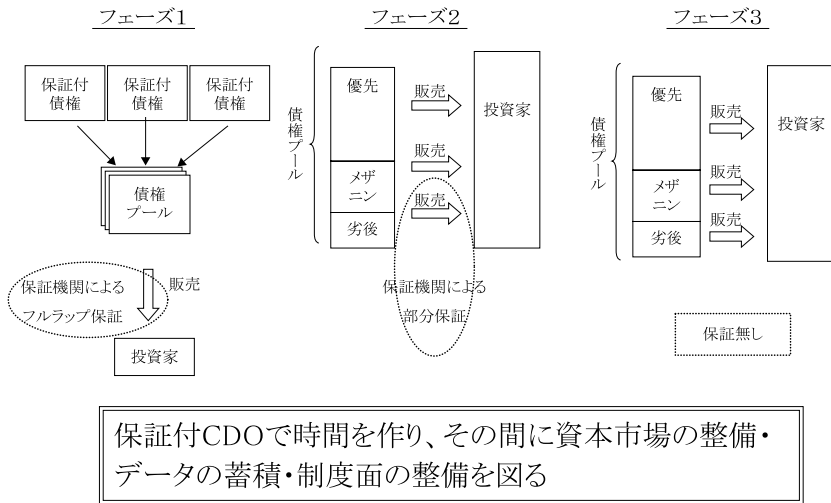 フェーズ1
保証付
債権
保証付
債権
保証付
債権
債権
プール
販売
保証機関による
フルラップ保証
投資家
フェーズ2
債権プール
優先
メザ
ニン
劣後
販売
販売
販売
投資家
保証機関による
部分保証
フェーズ3
債権プール
優先
メザ
ニン
劣後
販売
販売
販売
投資家
保証無し
保証付CDOで時間を作り、その間に資本市場の整備・
データの蓄積・制度面の整備を図る